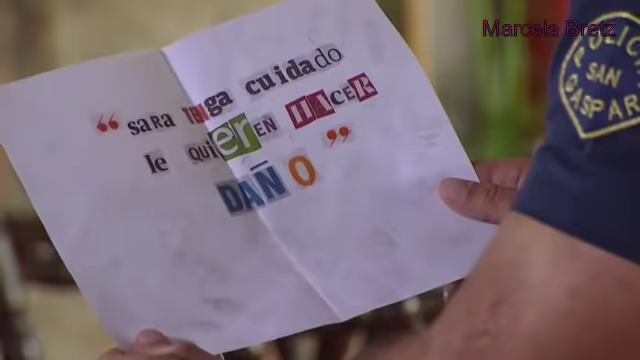 Marcela Bretz
POLICIA
SAN
GASPAR
“ sara tenga cuidado
le quieren HACER
DAÑO ”